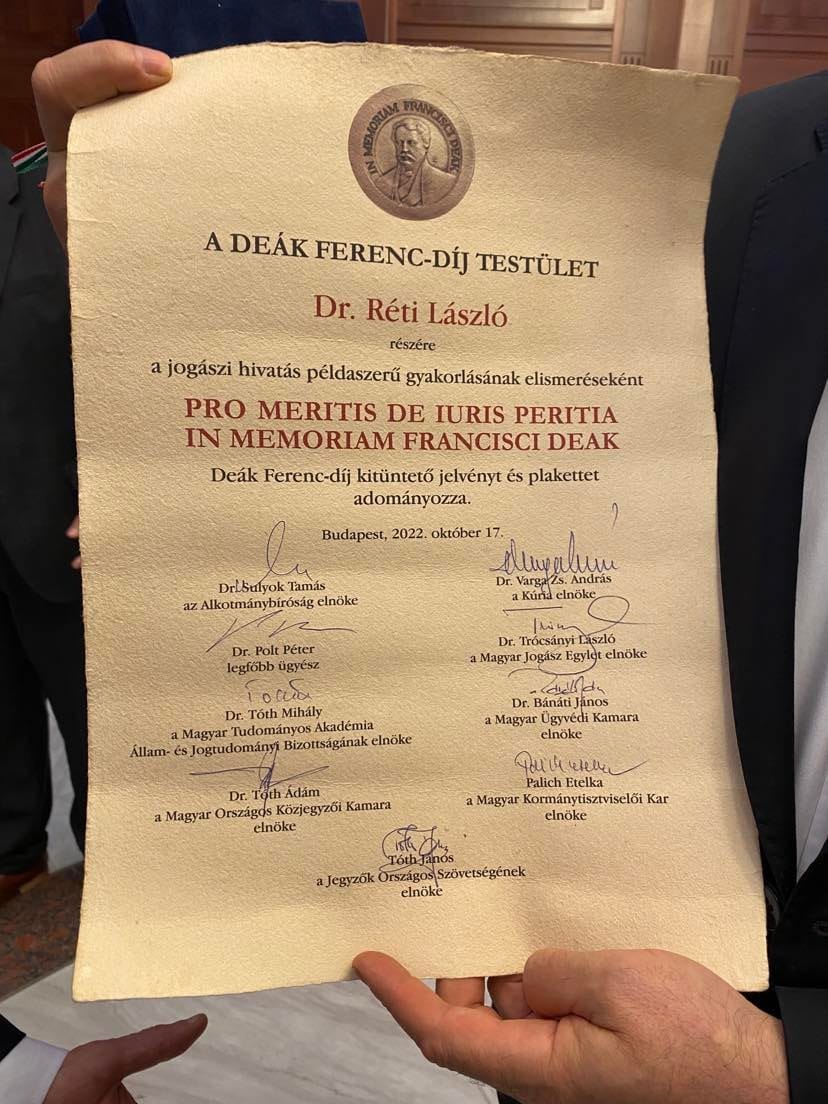 IN MEMORIAM FRANCISCI DEAK
A DEÁK FERENC-DÍJ TESTÜLET
Dr. Réti László
részére
a jogászi hivatás példaszerű gyakorlásának elismeréseként
PRO MERITIS DE IURIS PERITIA
IN MEMORIAM FRANCISCI DEAK
Deák Ferenc-díj kitüntető jelvényt és plakettet
adományozza.
Budapest, 2022. október 17.
Dr. Sulyok Tamás
az Alkotmánybíróság elnöke
Dr. Varga Zs. András
a Kúria elnöke
Dr. Polt Péter
legfőbb ügyész
Dr. Trócsányi László
a Magyar Jogász Egylet elnöke
Dr. Tóth Mihály
a Magyar Tudományos Akadémia
Állam- és Jogtudományi Bizottságának elnöke
Dr. Bánáti János
a Magyar Ügyvédi Kamara
elnöke
Dr. Tóth Ádám
a Magyar Országos Közjegyzői Kamara
elnöke
Palich Etelka
a Magyar Kormánytisztviselői Kar
elnöke
Tóth János
a Jegyzők Országos Szövetségének
elnöke